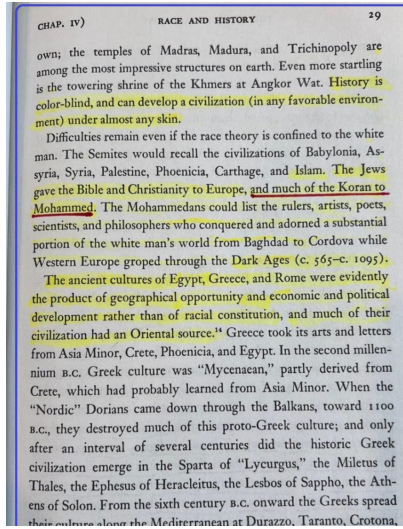 CHAP. IV) RACE AND HISTORY 29
own; the temples of Madras, Madura, and Trichinopoly are
among the most impressive structures on earth. Even more startling
is the towering shrine of the Khmers at Angkor Wat. History is
color-blind, and can develop a civilization (in any favorable environ-
ment) under almost any skin.
Difficulties remain even if the race theory is confined to the white
man. The Semites would recall the civilizations of Babylonia, As-
syria, Syria, Palestine, Phoenicia, Carthage, and Islam. The Jews
gave the Bible and Christianity to Europe, and much of the Koran to
Mohammed. The Mohammedans could list the rulers, artists, poets,
scientists, and philosophers who conquered and adorned a substantial
portion of the white man's world from Baghdad to Cordova while
Western Europe groped through the Dark Ages (c. 565–c. 1095).
The ancient cultures of Egypt, Greece, and Rome were evidently
the product of geographical opportunity and economic and political
development rather than of racial constitution, and much of their
civilization had an Oriental source.¹⁴ Greece took its arts and letters
from Asia Minor, Crete, Phoenicia, and Egypt. In the second millen-
nium B.C. Greek culture was "Mycenaean," partly derived from
Crete, which had probably learned from Asia Minor. When the
"Nordic" Dorians came down through the Balkans, toward 1100
B.C., they destroyed much of this proto-Greek culture; and only
after an interval of several centuries did the historic Greek
civilization emerge in the Sparta of "Lycurgus," the Miletus of
Thales, the Ephesus of Heracleitus, the Lesbos of Sappho, the Ath-
ens of Solon. From the sixth century B.C. onward the Greeks spread
their culture along the Mediterranean at Durazzo, Taranto, Crotona,